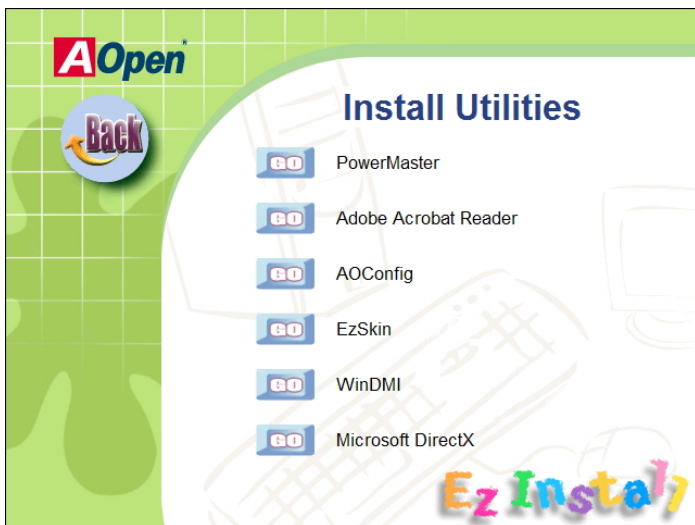 AOpen
Back
Install Utilities
GO PowerMaster
GO Adobe Acrobat Reader
GO AOConfig
GO EzSkin
GO WinDMI
GO Microsoft DirectX
Ez Install